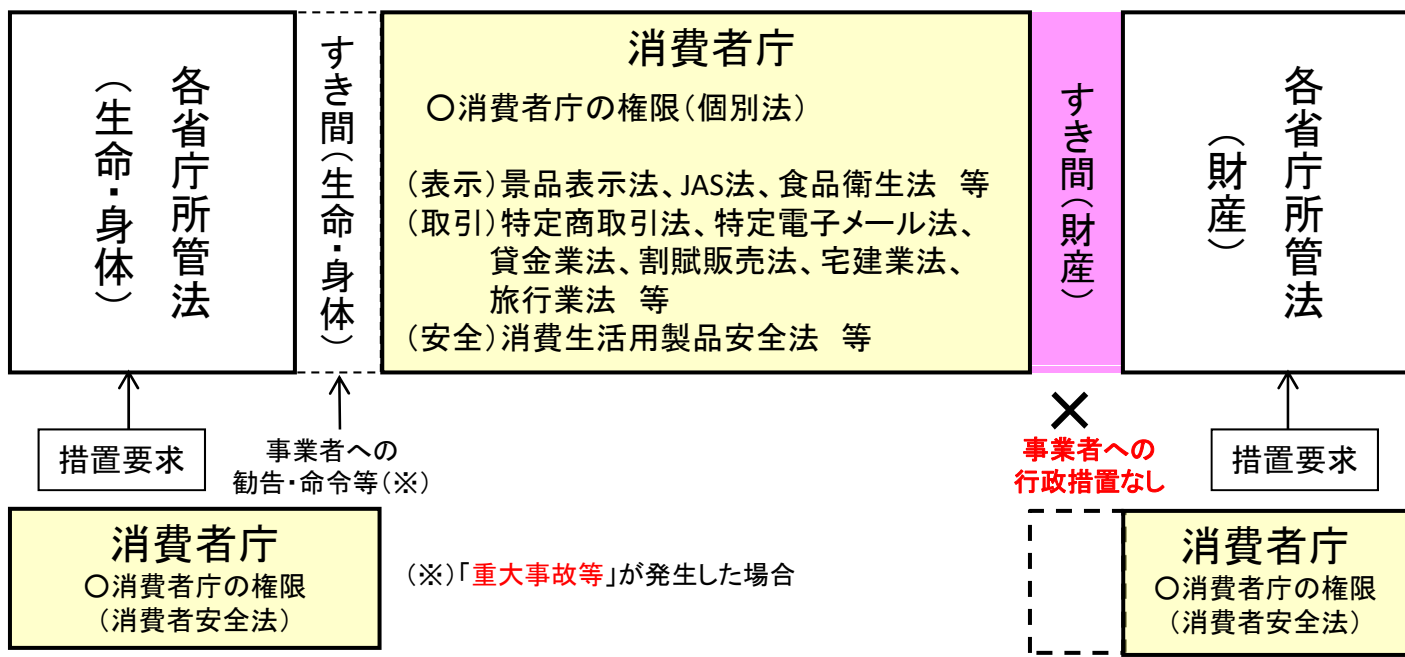 各省庁所管法
（生命・身体）
すき間（生命・身体）
消費者庁
○消費者庁の権限（個別法）
（表示）景品表示法、JAS法、食品衛生法　等
（取引）特定商取引法、特定電子メール法、
貸金業法、割賦販売法、宅建業法、
旅行業法　等
（安全）消費生活用製品安全法　等
すき間（財産）
各省庁所管法
（財産）
措置要求
事業者への
勧告・命令等（※）
×
事業者への
行政措置なし
措置要求
消費者庁
○消費者庁の権限
（消費者安全法）
（※）「重大事故等」が発生した場合
消費者庁
○消費者庁の権限
（消費者安全法）